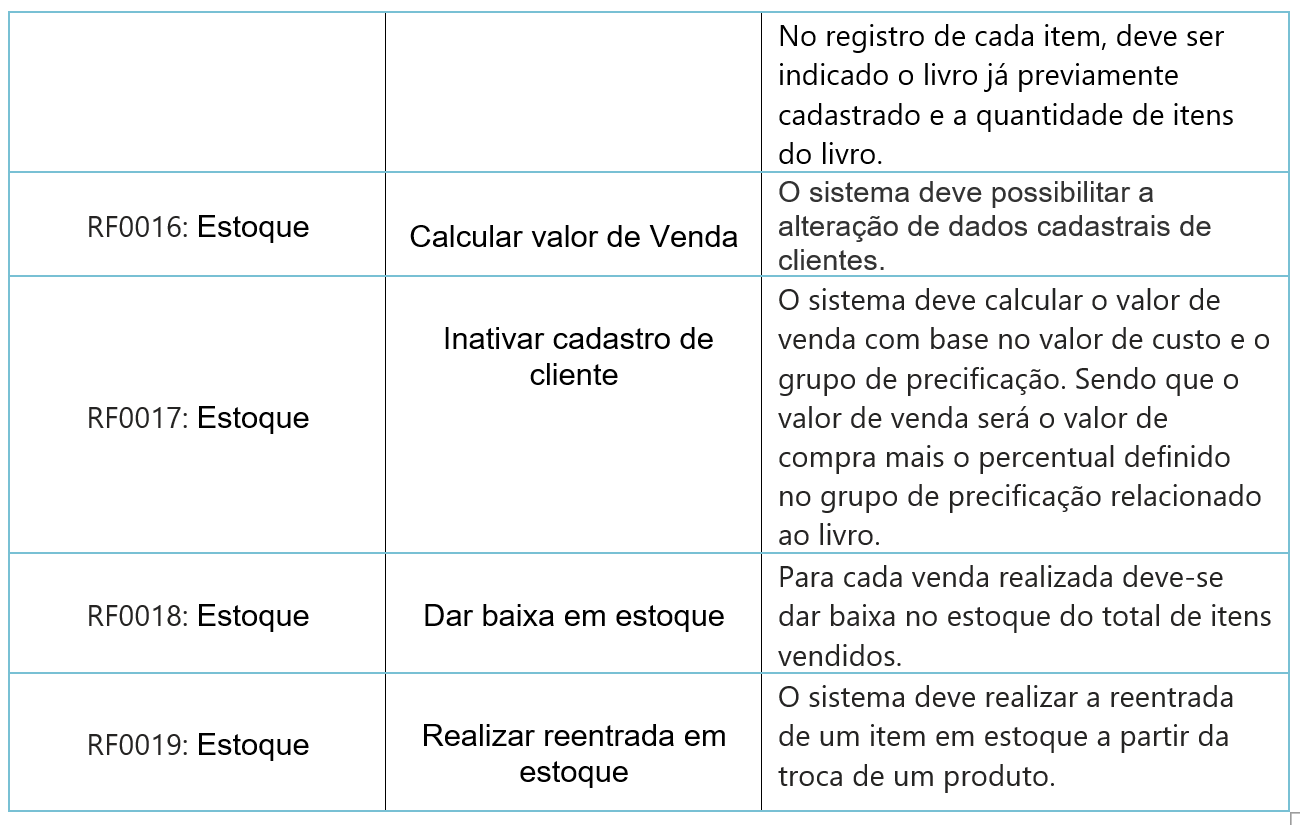 No registro de cada item, deve ser
indicado o livro já previamente
cadastrado e a quantidade de itens
do livro.
RF0016: Estoque
Calcular valor de Venda
O sistema deve possibilitar a
alteração de dados cadastrais de
clientes.
RF0017: Estoque
Inativar cadastro de
cliente
O sistema deve calcular o valor de
venda com base no valor de custo e o
grupo de precificação. Sendo que o
valor de venda será o valor de
compra mais o percentual definido
no grupo de precificação relacionado
ao livro.
RF0018: Estoque
Dar baixa em estoque
Para cada venda realizada deve-se
dar baixa no estoque do total de itens
vendidos.
RF0019: Estoque
Realizar reentrada em
estoque
O sistema deve realizar a reentrada
de um item em estoque a partir da
troca de um produto.